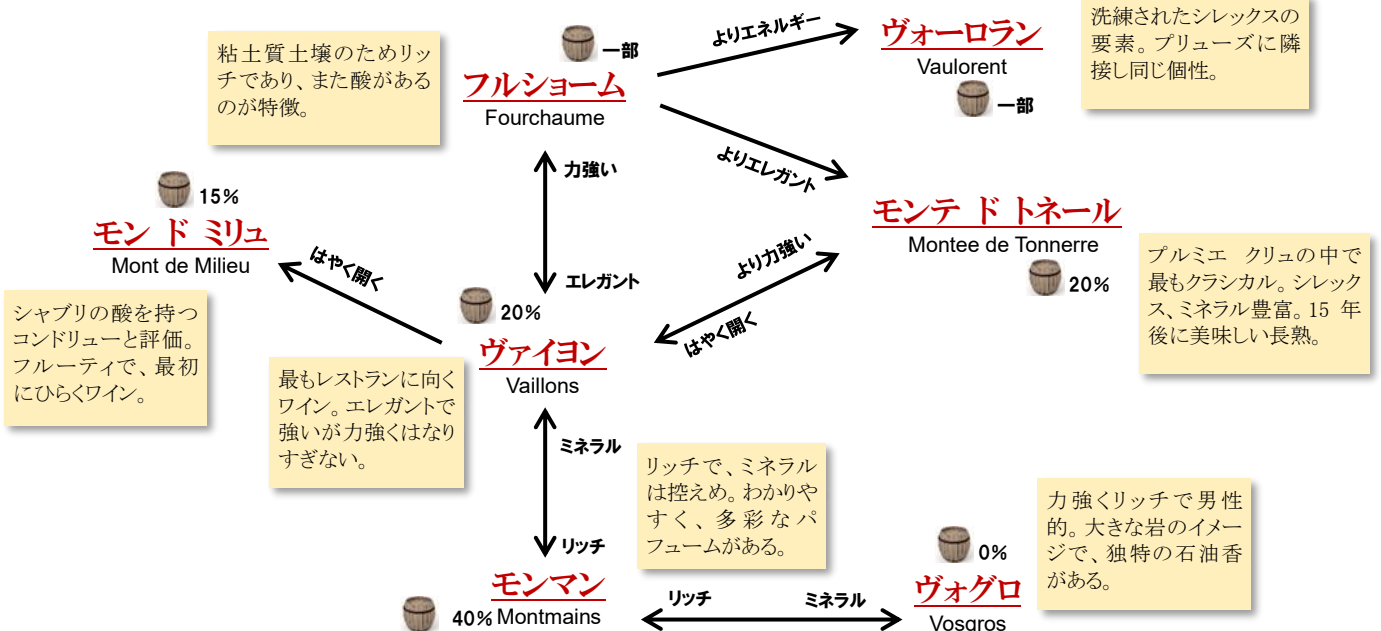 洗練されたシレックスの
要素。プリューズに隣
接し同じ個性。
よりエネルギー
ヴォーロラン
Vaulorent
一部
一部
フルショーム
Fourchaume
粘土質土壌のためリッ
チであり、また酸がある
のが特徴。
力強い
エレガント
よりエレガント
15%
モン ド ミリュ
Mont de Milieu
はやく開く
モンテ ド トネール
Montee de Tonnerre
20%
より力強い
はやく開く
プルミエ クリュの中で
最もクラシカル。シレック
ス、ミネラル豊富。15 年
後に美味しい長熟。
シャブリの酸を持つ
コンドリューと評価。
フルーティで、最初
にひらくワイン。
20%
ヴァイヨン
Vaillons
最もレストランに向く
ワイン。エレガントで
強いが力強くはなり
すぎない。
ミネラル
リッチ
リッチで、ミネラル
は控えめ。わかりや
すく、多彩なパ
フュームがある。
力強くリッチで男性
的。大きな岩のイメー
ジで、独特の石油香
がある。
0%
モンマン
40% Montmains
リッチ
ミネラル
ヴォグロ
Vosgros